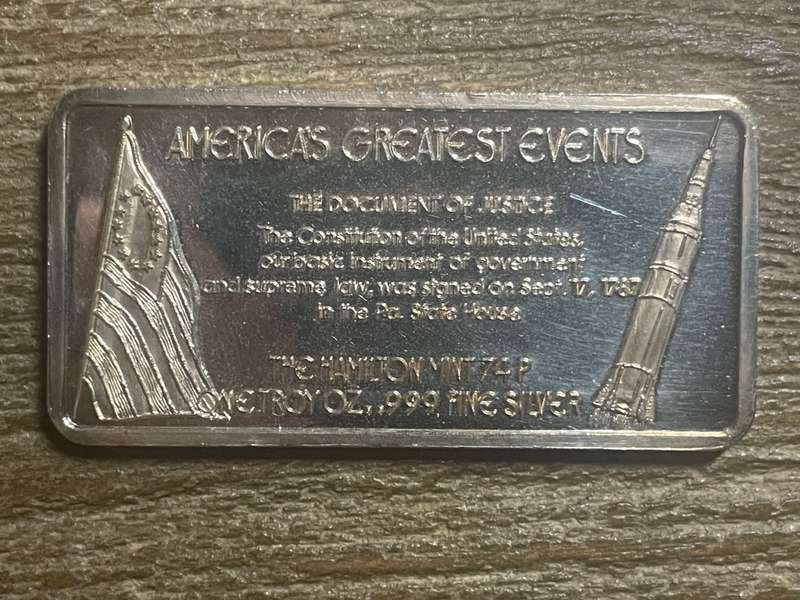 AMERICA'S GREATEST EVENTS
THE DOCUMENT OF JUSTICE
The Constitution of the United States,
our basic instrument of government
and supreme law, was signed on Sept. 17, 1787
in the Pa. State House
THE HAMILTON MINT 74-P
ONE TROY OZ. .999 FINE SILVER